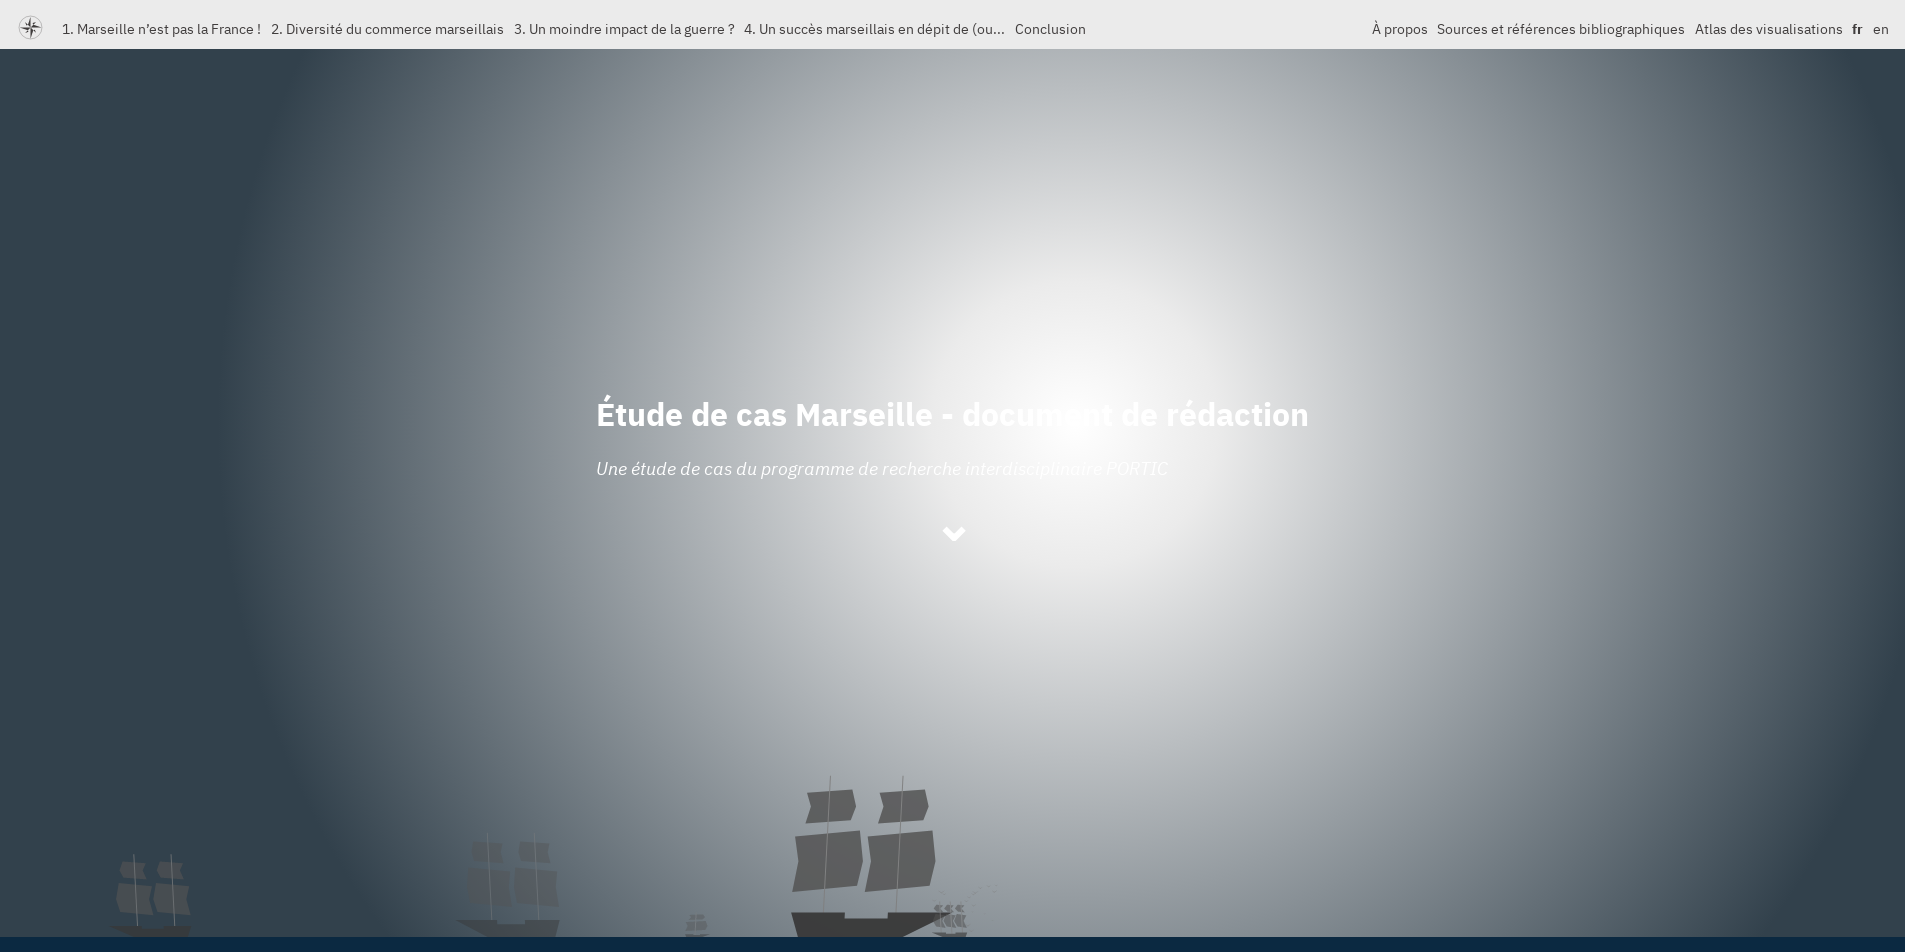 1. Marseille n’est pas la France ! 2. Diversité du commerce marseillais 3. Un moindre impact de la guerre ? 4. Un succès marseillais en dépit de (ou... Conclusion À propos Sources et références bibliographiques Atlas des visualisations fr en
Étude de cas Marseille - document de rédaction
Une étude de cas du programme de recherche interdisciplinaire PORTIC